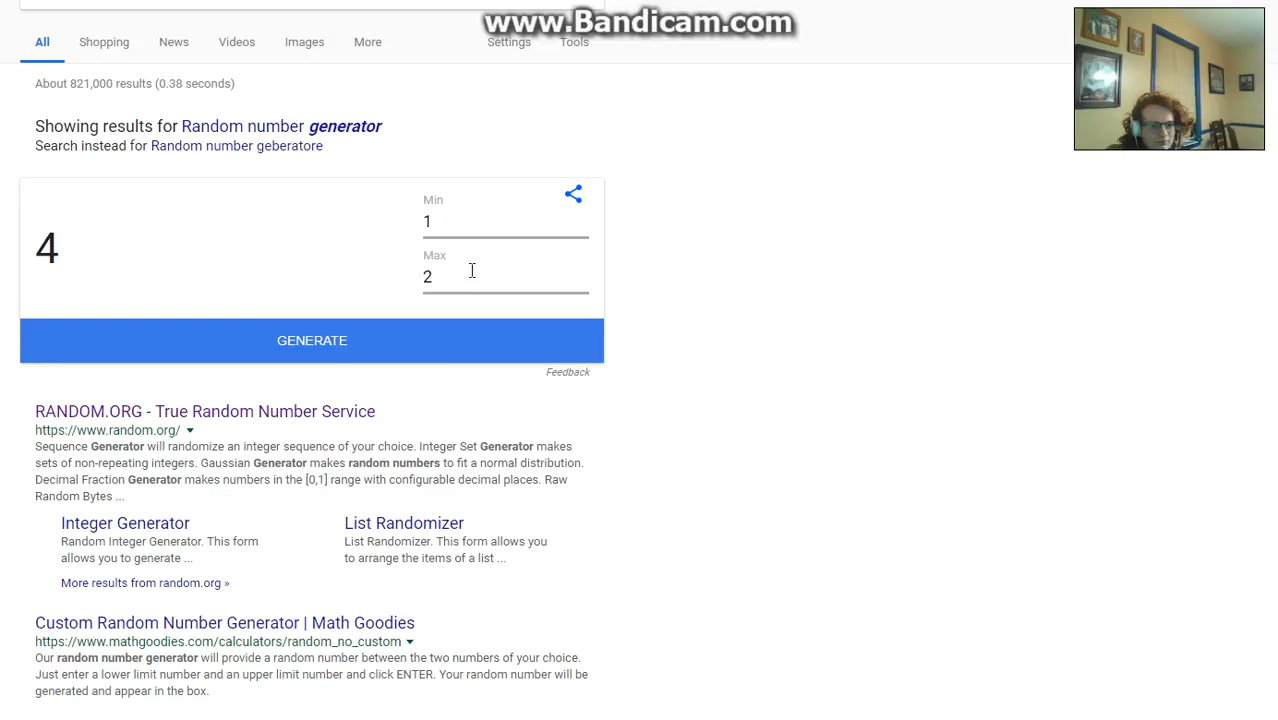 www.Bandicam.com
All Shopping News Videos Images More Settings Tools
About 821,000 results (0.38 seconds)
Showing results for Random number generator
Search instead for Random number geberatore
4
Min
1
Max
2
GENERATE
Feedback
RANDOM.ORG - True Random Number Service
https://www.random.org/
Sequence Generator will randomize an integer sequence of your choice. Integer Set Generator makes
sets of non-repeating integers. Gaussian Generator makes random numbers to fit a normal distribution.
Decimal Fraction Generator makes numbers in the [0,1] range with configurable decimal places. Raw
Random Bytes ...
Integer Generator
Random Integer Generator. This form
allows you to generate ...
List Randomizer
List Randomizer. This form allows you
to arrange the items of a list ...
More results from random.org »
Custom Random Number Generator | Math Goodies
https://www.mathgoodies.com/calculators/random_no_custom
Our random number generator will provide a random number between the two numbers of your choice.
Just enter a lower limit number and an upper limit number and click ENTER. Your random number will be
generated and appear in the box.